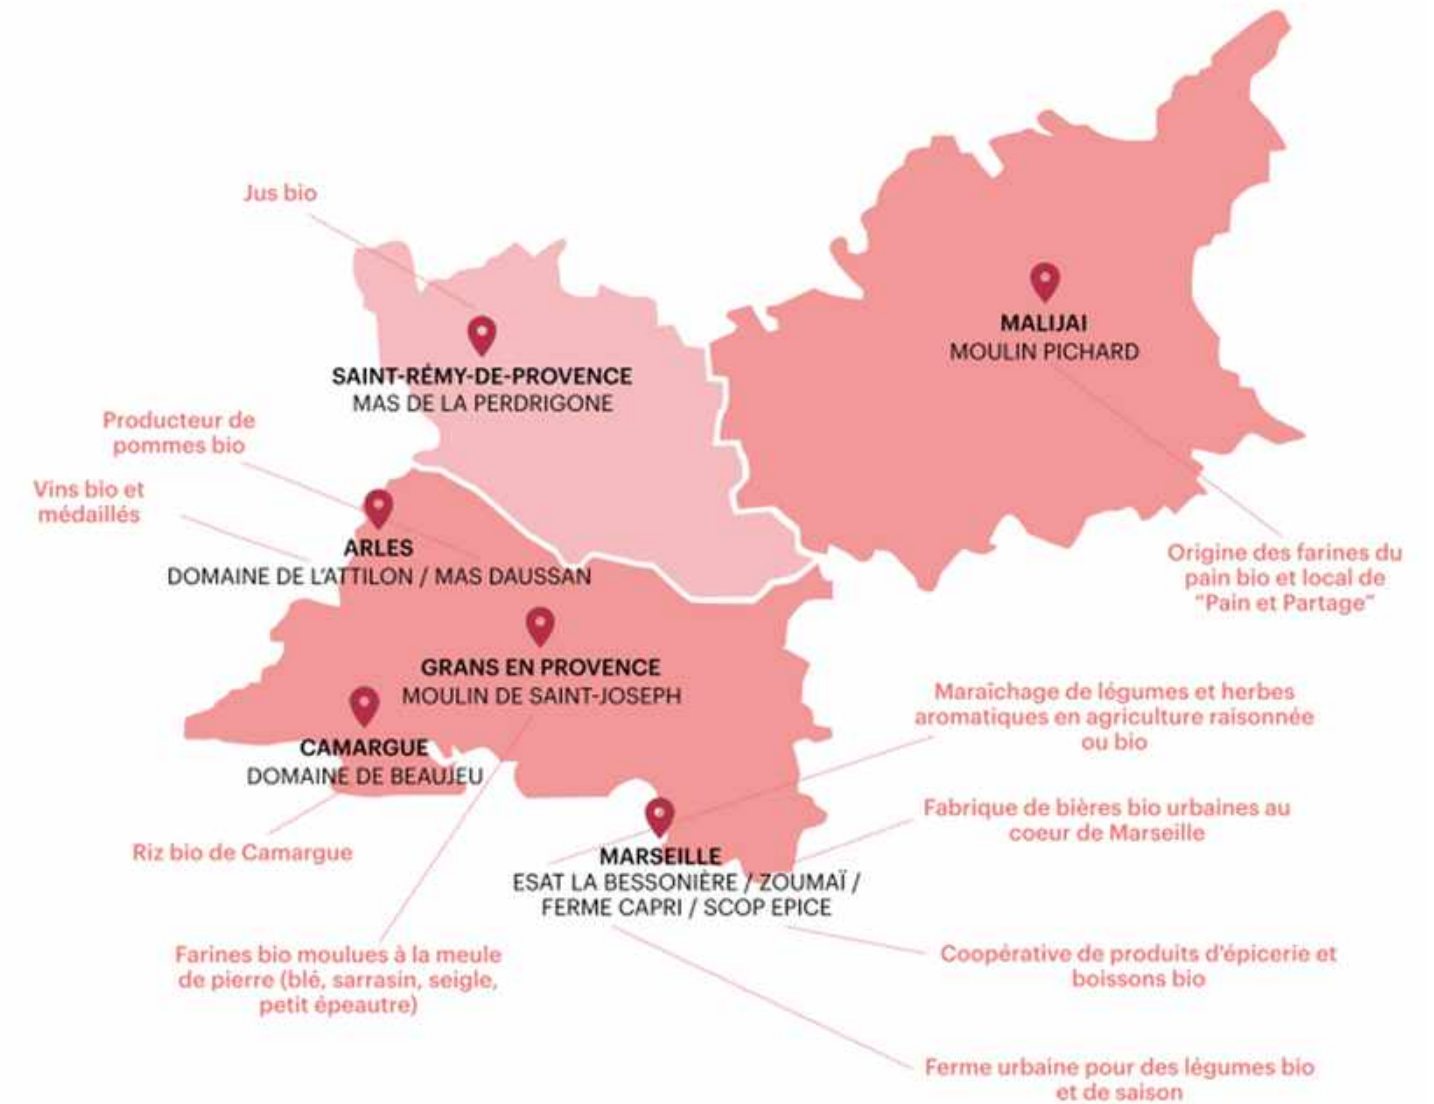 Jus bio
MALIJAI
MOULIN PICHARD
SAINT-RÉMY-DE-PROVENCE
MAS DE LA PERDRIGONE
Producteur de
pommes bio
Vins bio et
médaillés
ARLES
DOMAINE DE L'ATTILON / MAS DAUSSAN
Origine des farines du
pain bio et local de
"Pain et Partage"
GRANS EN PROVENCE
MOULIN DE SAINT-JOSEPH
CAMARGUE
DOMAINE DE BEAUJEU
Maraîchage de légumes et herbes
aromatiques en agriculture raisonnée
ou bio
Fabrique de bières bio urbaines au
coeur de Marseille
Riz bio de Camargue
MARSEILLE
ESAT LA BESSONIÈRE / ZOUMAÏ /
FERME CAPRI / SCOP EPICE
Farines bio moulues à la meule
de pierre (blé, sarrasin, seigle,
petit épeautre)
Coopérative de produits d'épicerie et
boissons bio
Ferme urbaine pour des légumes bio
et de saison